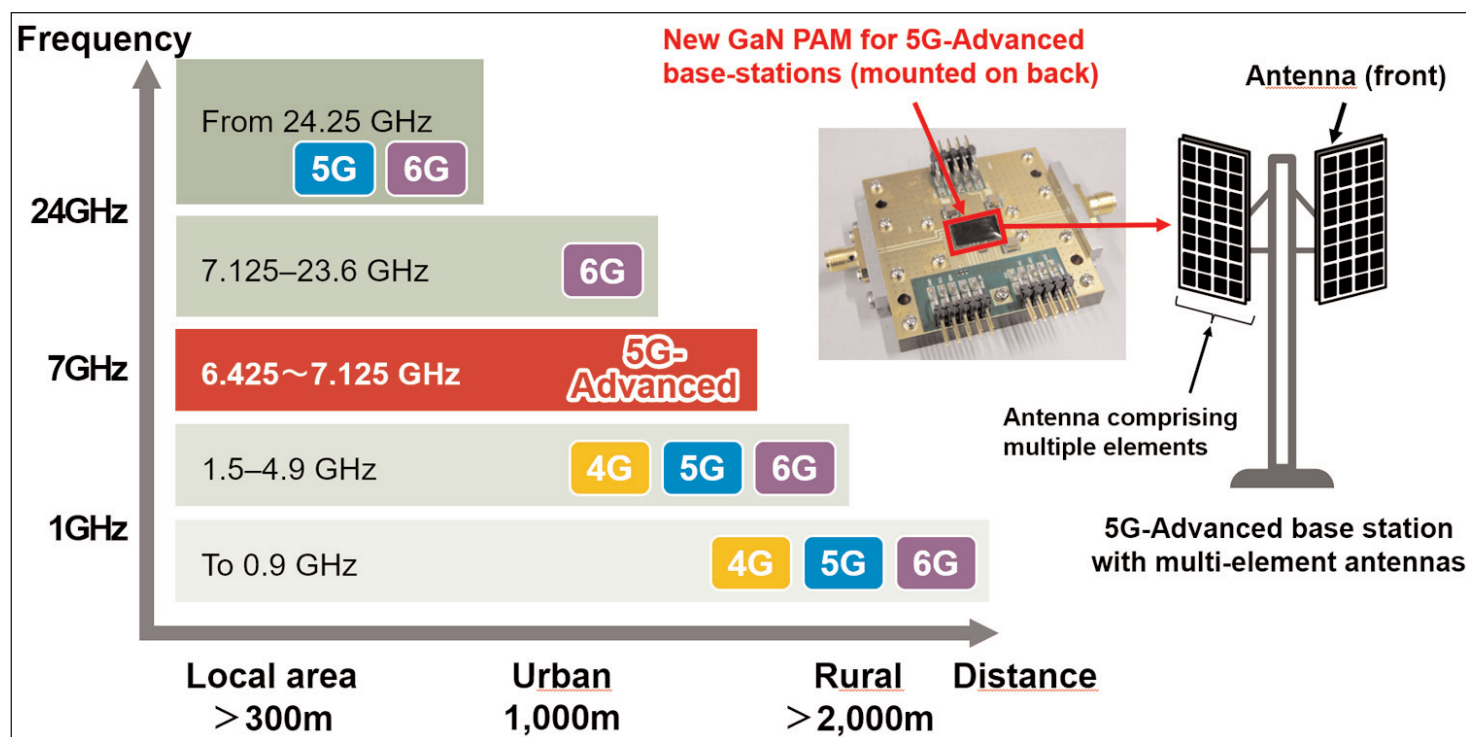 Frequency
24GHz
7GHz
1GHz
From 24.25 GHz
5G 6G
7.125–23.6 GHz
6G
6.425～7.125 GHz
5G-
Advanced
1.5–4.9 GHz
4G 5G 6G
To 0.9 GHz
4G 5G 6G
Local area
＞300m
Urban
1,000m
Rural
＞2,000m
Distance
New GaN PAM for 5G-Advanced
base-stations (mounted on back)
Antenna (front)
Antenna comprising
multiple elements
5G-Advanced base station
with multi-element antennas